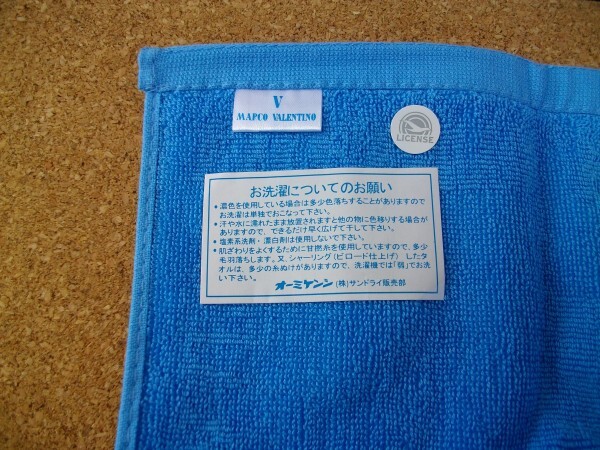 V
MAPCO VALENTINO
LICENSE
お洗濯についてのお願い
•濃色を使用している場合は多少色落ちすることがありますので
お洗濯は単独でおこなって下さい。
•汗や水に濡れたまま放置されますと他の物に色移りする場合が
ありますので、できるだけ早く広げて干して下さい。
•塩素系洗剤・漂白剤は使用しないで下さい。
•肌ざわりをよくするために甘撚糸を使用していますので、多少
毛羽落ちします。又、シャーリング(ビロード仕上げ)したタ
オルは、多少の糸ぬけがありますので、洗濯機では「弱」でお洗
い下さい。
オーミケンシ (株)サンドライ販売部